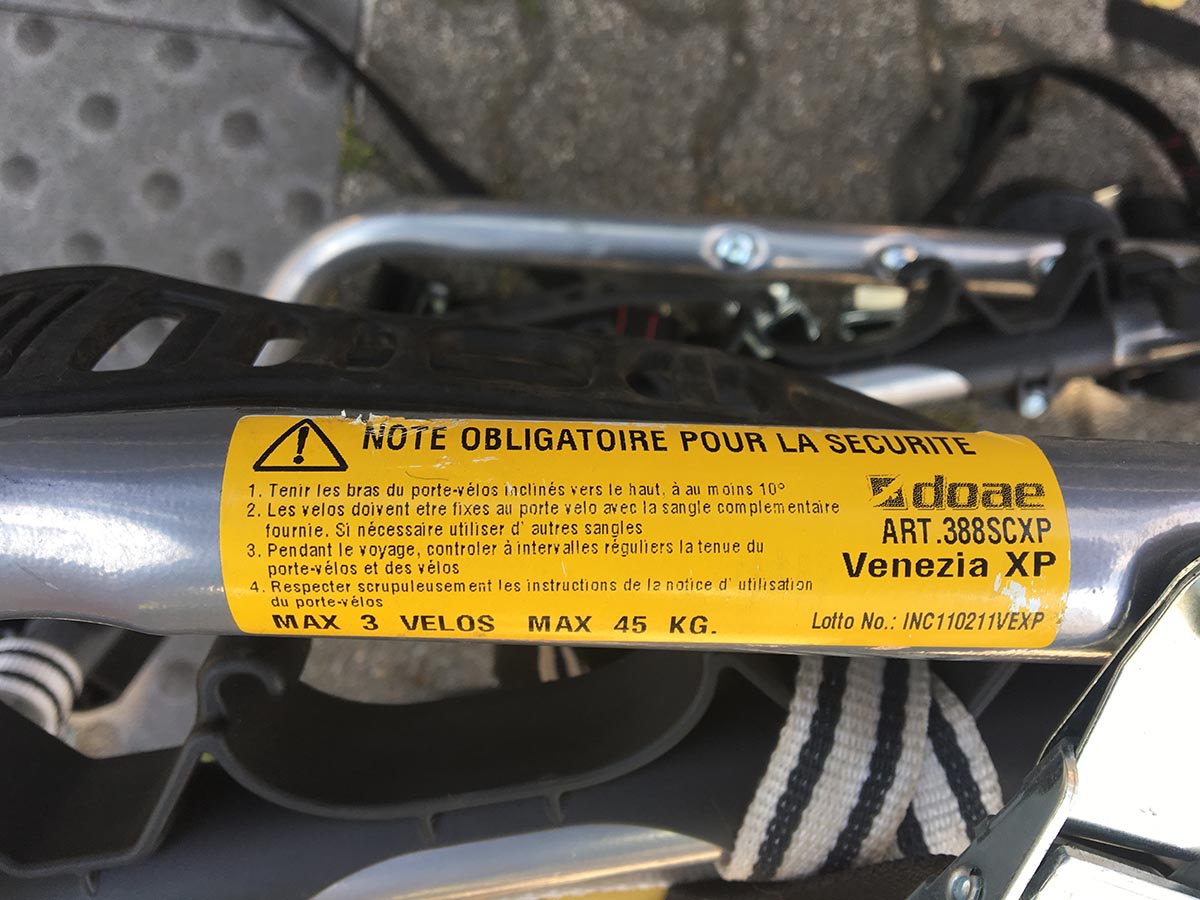 NOTE OBLIGATOIRE POUR LA SECURITE
1. Tenir les bras du porte-vélos inclinés vers le haut, à au moins 10°
2. Les velos doivent etre fixes au porte velo avec la sangle complementaire
fournie. Si nécessaire utiliser d' autres sangles
3. Pendant le voyage, controler à intervalles réguliers la tenue du
porte-vélos et des vélos
4. Respecter scrupuleusement les instructions de la notice d' utilisation
du porte-vélos
MAX 3 VELOS MAX 45 KG.
doae
ART.388SCXP
Venezia XP
Lotto No.: INC110211VEXP